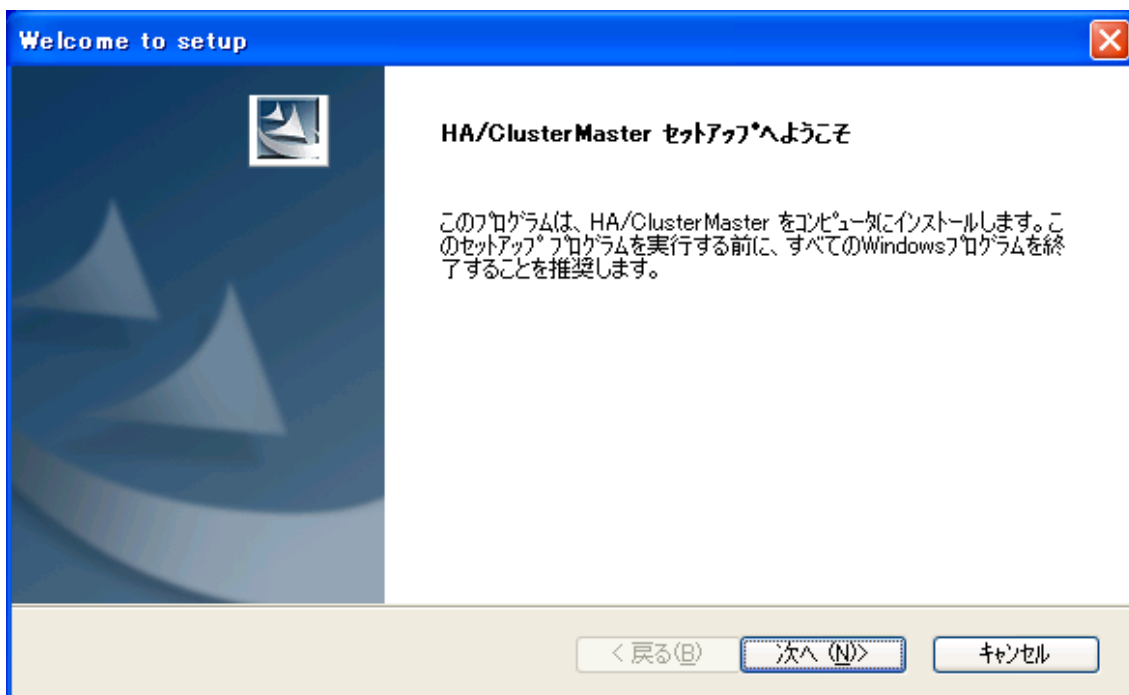 Welcome to setup
HA/ClusterMaster ｾｯﾄｱｯﾌﾟへようこそ
このﾌﾟﾛｸﾞﾗﾑは、HA/ClusterMaster をｺﾝﾋﾟｭｰﾀにインストールします。こ
のｾｯﾄｱｯﾌﾟ ﾌﾟﾛｸﾞﾗﾑを実行する前に、すべてのWindowsﾌﾟﾛｸﾞﾗﾑを終
了することを推奨します。
< 戻る(B) 次へ (N)> ｷｬﾝｾﾙ